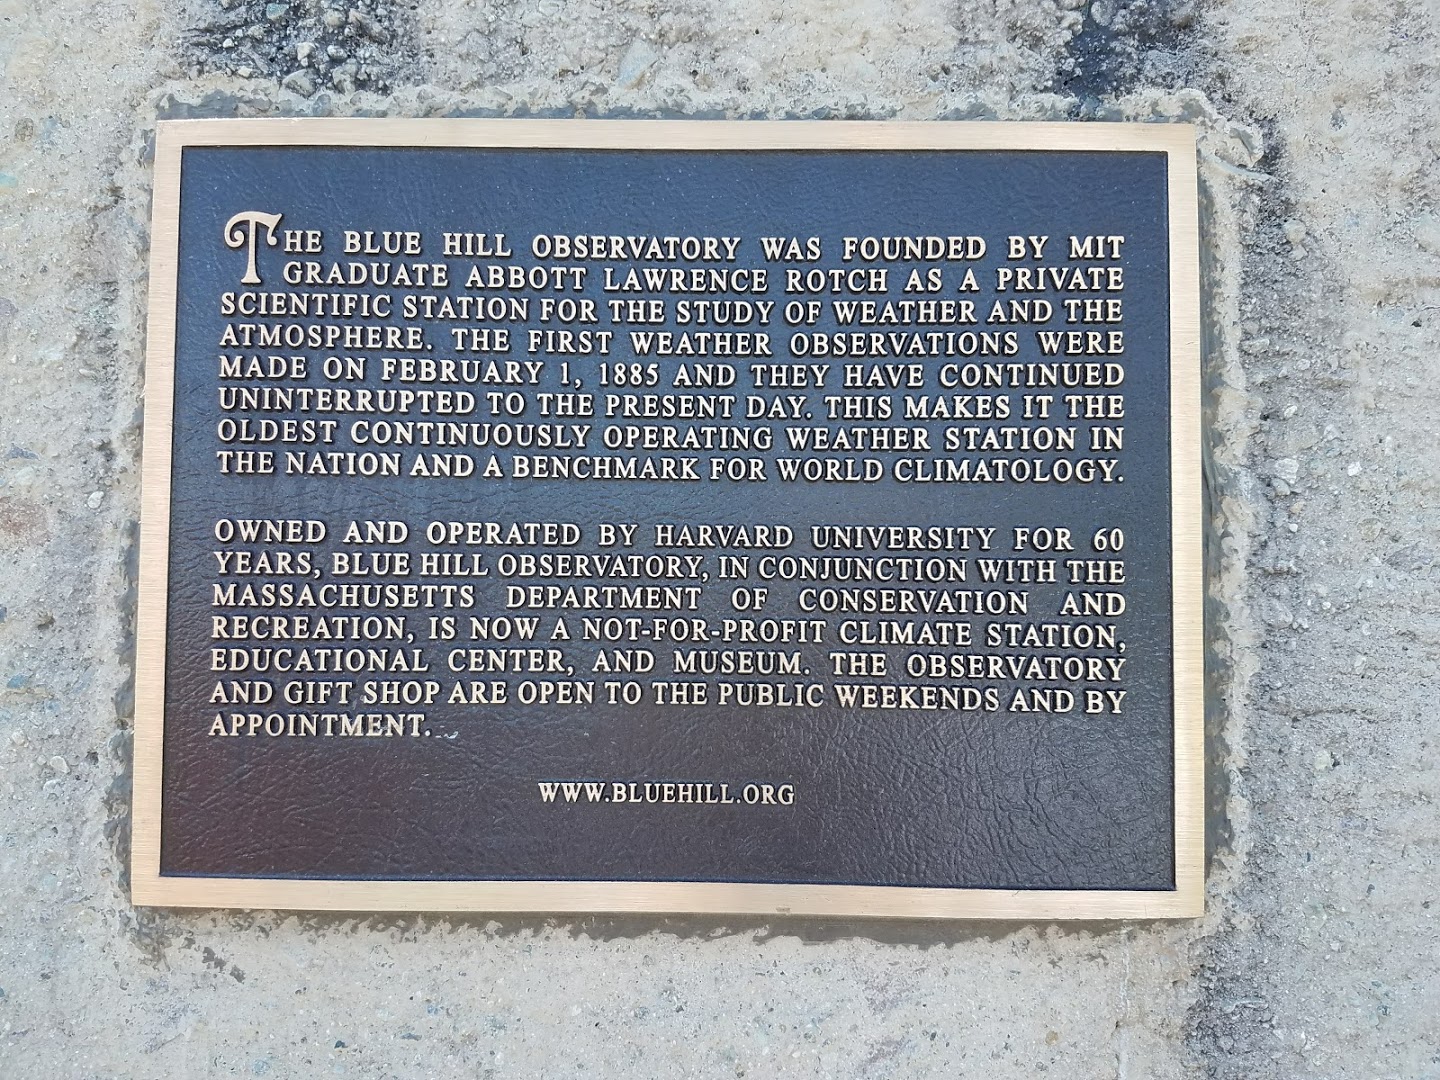 THE BLUE HILL OBSERVATORY WAS FOUNDED BY MIT
GRADUATE ABBOTT LAWRENCE ROTCH AS A PRIVATE
SCIENTIFIC STATION FOR THE STUDY OF WEATHER AND THE
ATMOSPHERE. THE FIRST WEATHER OBSERVATIONS WERE
MADE ON FEBRUARY 1, 1885 AND THEY HAVE CONTINUED
UNINTERRUPTED TO THE PRESENT DAY. THIS MAKES IT THE
OLDEST CONTINUOUSLY OPERATING WEATHER STATION IN
THE NATION AND A BENCHMARK FOR WORLD CLIMATOLOGY.
OWNED AND OPERATED BY HARVARD UNIVERSITY FOR 60
YEARS, BLUE HILL OBSERVATORY, IN CONJUNCTION WITH THE
MASSACHUSETTS DEPARTMENT OF CONSERVATION AND
RECREATION, IS NOW A NOT-FOR-PROFIT CLIMATE STATION,
EDUCATIONAL CENTER, AND MUSEUM. THE OBSERVATORY
AND GIFT SHOP ARE OPEN TO THE PUBLIC WEEKENDS AND BY
APPOINTMENT.
WWW.BLUEHILL.ORG